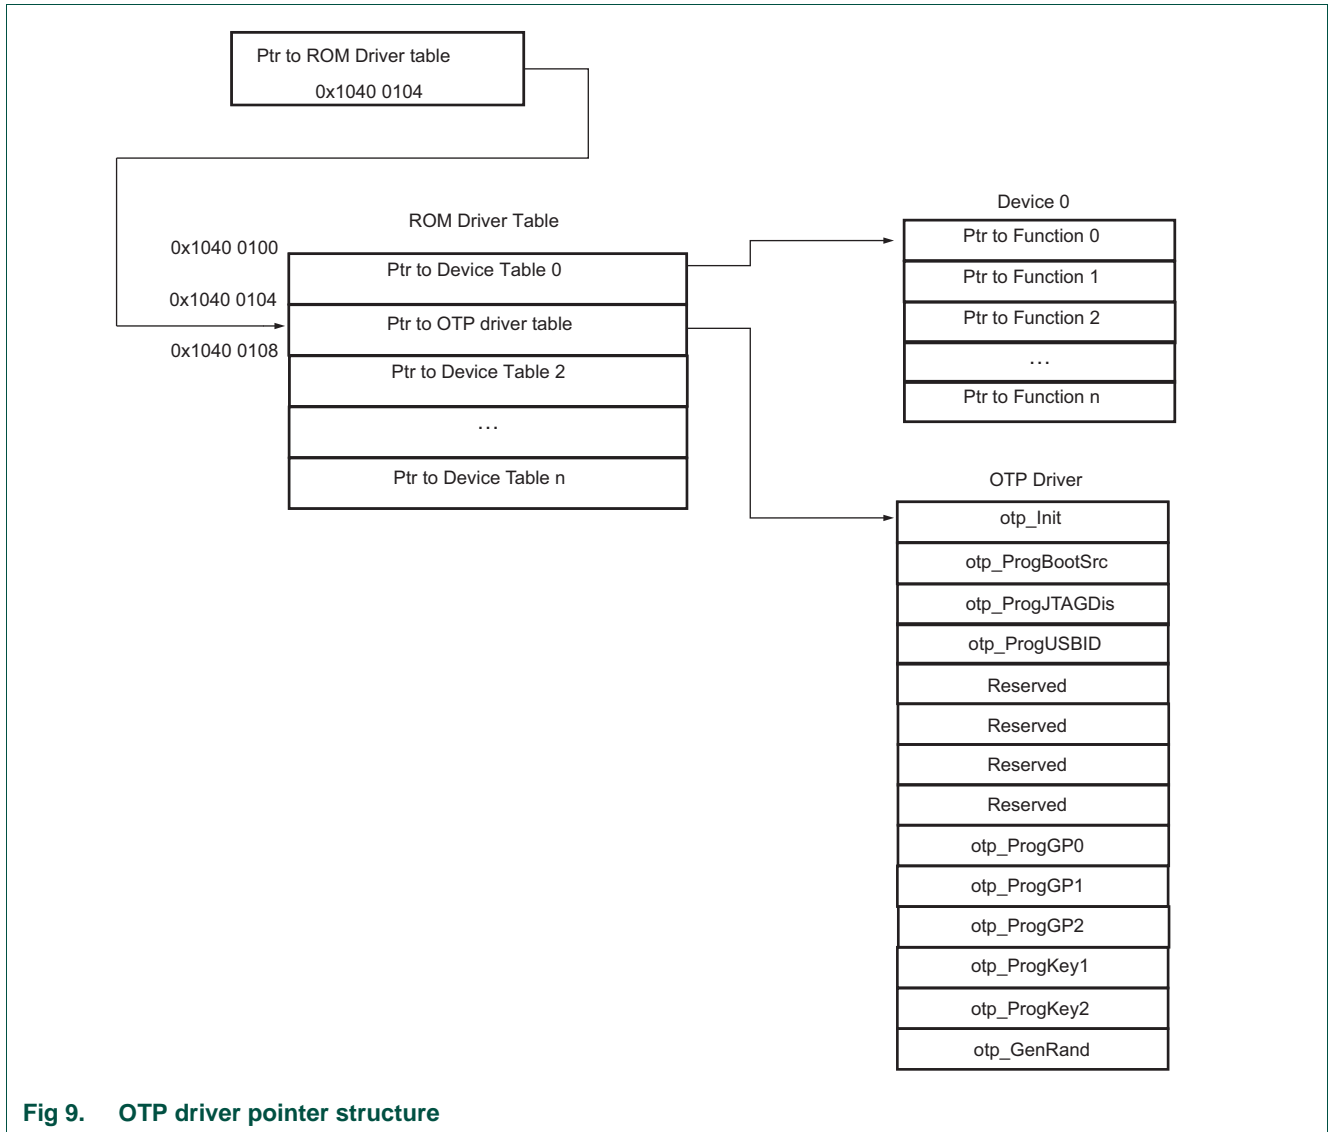 Ptr to ROM Driver table
0x1040 0104
ROM Driver Table
0x1040 0100
Ptr to Device Table 0
0x1040 0104
Ptr to OTP driver table
0x1040 0108
Ptr to Device Table 2
...
Ptr to Device Table n
Device 0
Ptr to Function 0
Ptr to Function 1
Ptr to Function 2
...
Ptr to Function n
OTP Driver
otp_Init
otp_ProgBootSrc
otp_ProgJTAGDis
otp_ProgUSBID
Reserved
Reserved
Reserved
Reserved
otp_ProgGP0
otp_ProgGP1
otp_ProgGP2
otp_ProgKey1
otp_ProgKey2
otp_GenRand
Fig 9. OTP driver pointer structure